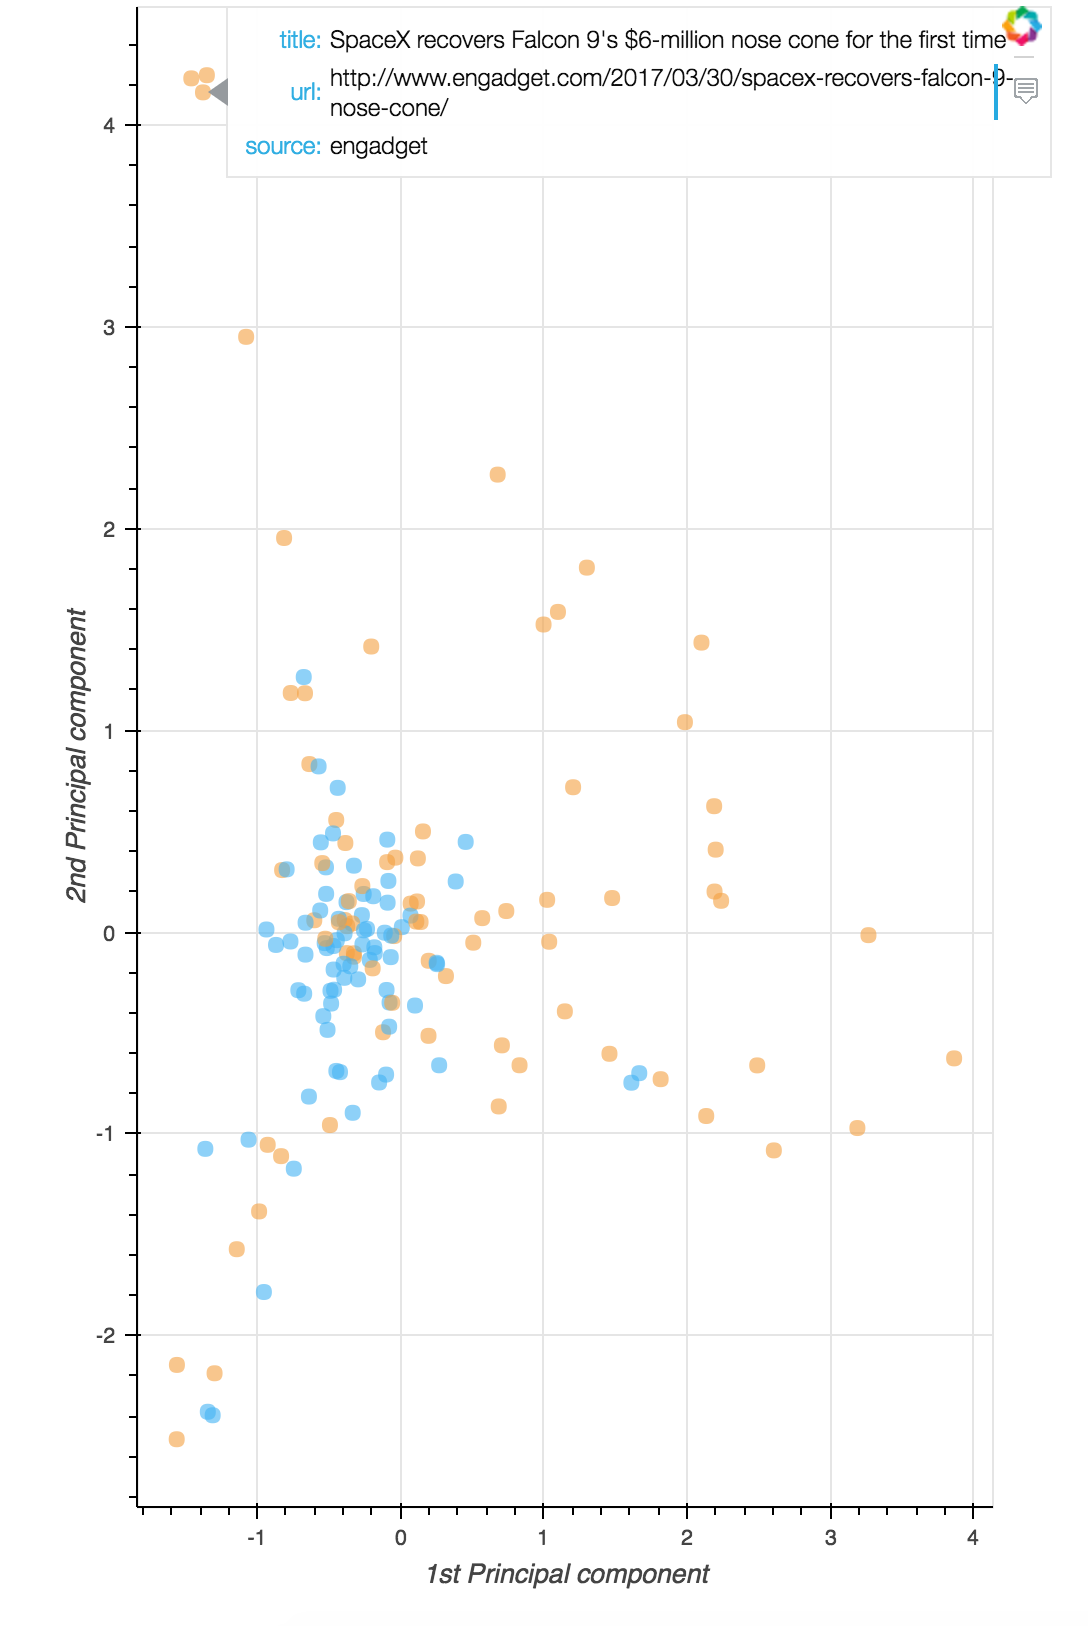 title: SpaceX recovers Falcon 9's $6-million nose cone for the first time
url: http://www.engadget.com/2017/03/30/spacex-recovers-falcon-9-
nose-cone/
source: engadget
4
3
2
1
0
-1
-2
2nd Principal component
-1 0 1 2 3 4
1st Principal component